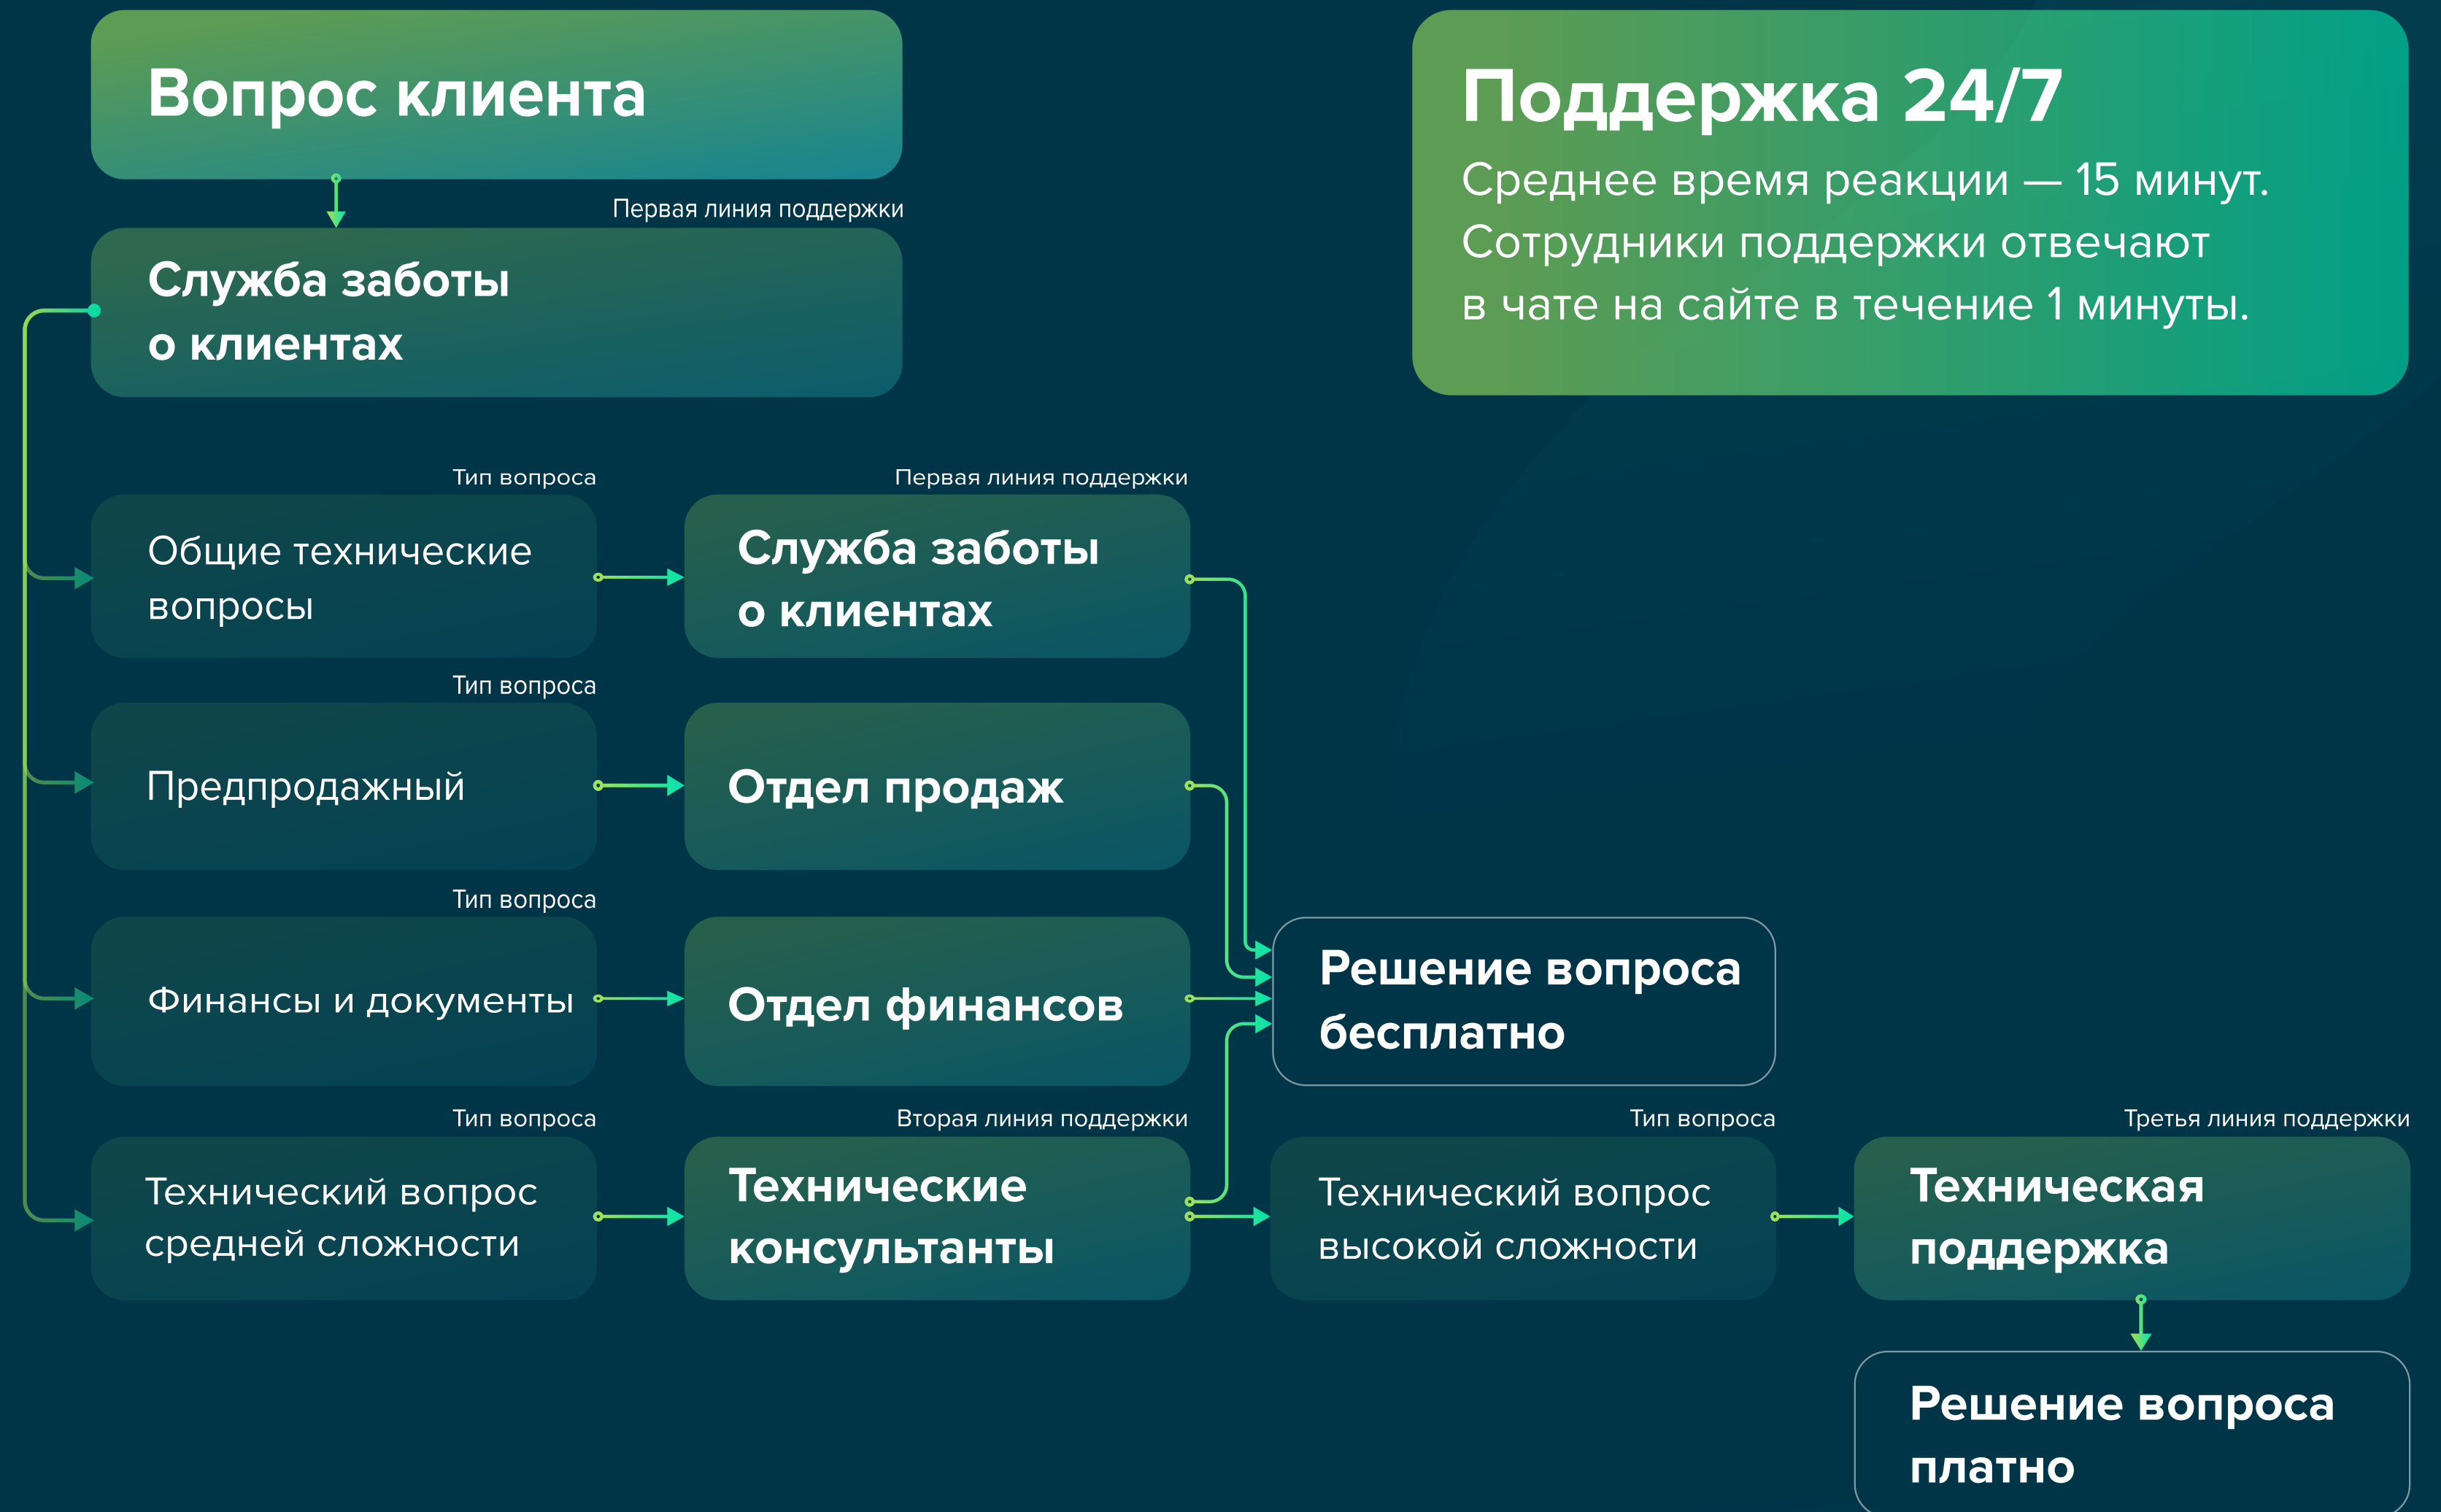 Вопрос клиента
Поддержка 24/7
Среднее время реакции — 15 минут.
Сотрудники поддержки отвечают
в чате на сайте в течение 1 минуты.
Первая линия поддержки
Служба заботы
о клиентах
Тип вопроса
Общие технические
вопросы
Первая линия поддержки
Служба заботы
о клиентах
Тип вопроса
Предпродажный
Отдел продаж
Тип вопроса
Финансы и документы
Отдел финансов
Решение вопроса
бесплатно
Тип вопроса
Технический вопрос
средней сложности
Вторая линия поддержки
Технические
консультанты
Тип вопроса
Технический вопрос
высокой сложности
Третья линия поддержки
Техническая
поддержка
Решение вопроса
платно